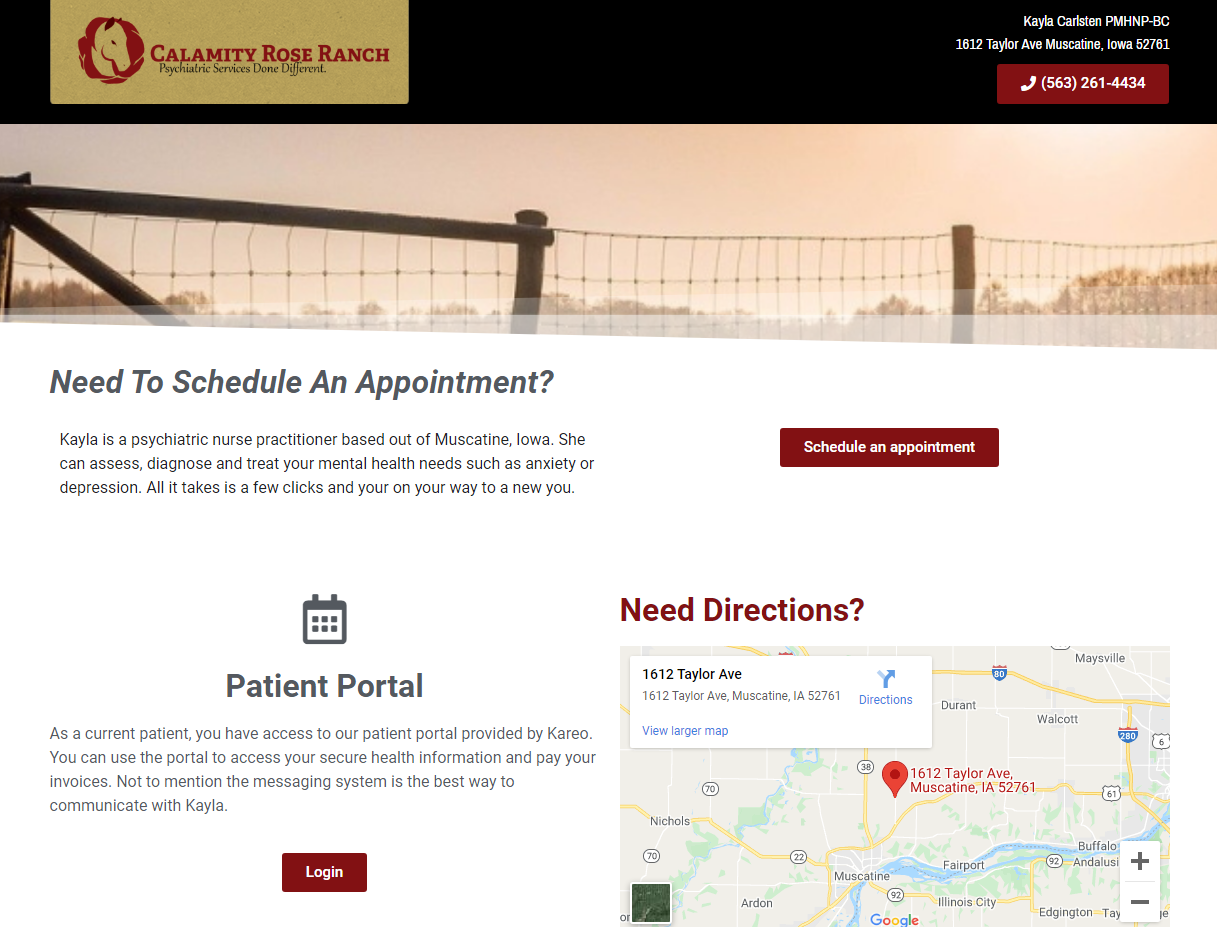 CALAMITY ROSE RANCH
Psychiatric Services Done Different.
Kayla Carlsten PMHNP-BC
1612 Taylor Ave Muscatine, Iowa 52761
(563) 261-4434
Need To Schedule An Appointment?
Kayla is a psychiatric nurse practitioner based out of Muscatine, Iowa. She
can assess, diagnose and treat your mental health needs such as anxiety or
depression. All it takes is a few clicks and your on your way to a new you.
Schedule an appointment
Patient Portal
As a current patient, you have access to our patient portal provided by Kareo.
You can use the portal to access your secure health information and pay your
invoices. Not to mention the messaging system is the best way to
communicate with Kayla.
Login
Need Directions?
1612 Taylor Ave
1612 Taylor Ave, Muscatine, IA 52761
Directions
View larger map
Maysville
80
Durant
Walcott
280
6
38
1612 Taylor Ave,
Muscatine, IA 52761
70
61
Nichols
70
22
Buffalo
92
Andalusi
Fairport
Muscatine
92
Illinois City
Ardon
Edgington
Tay
Google